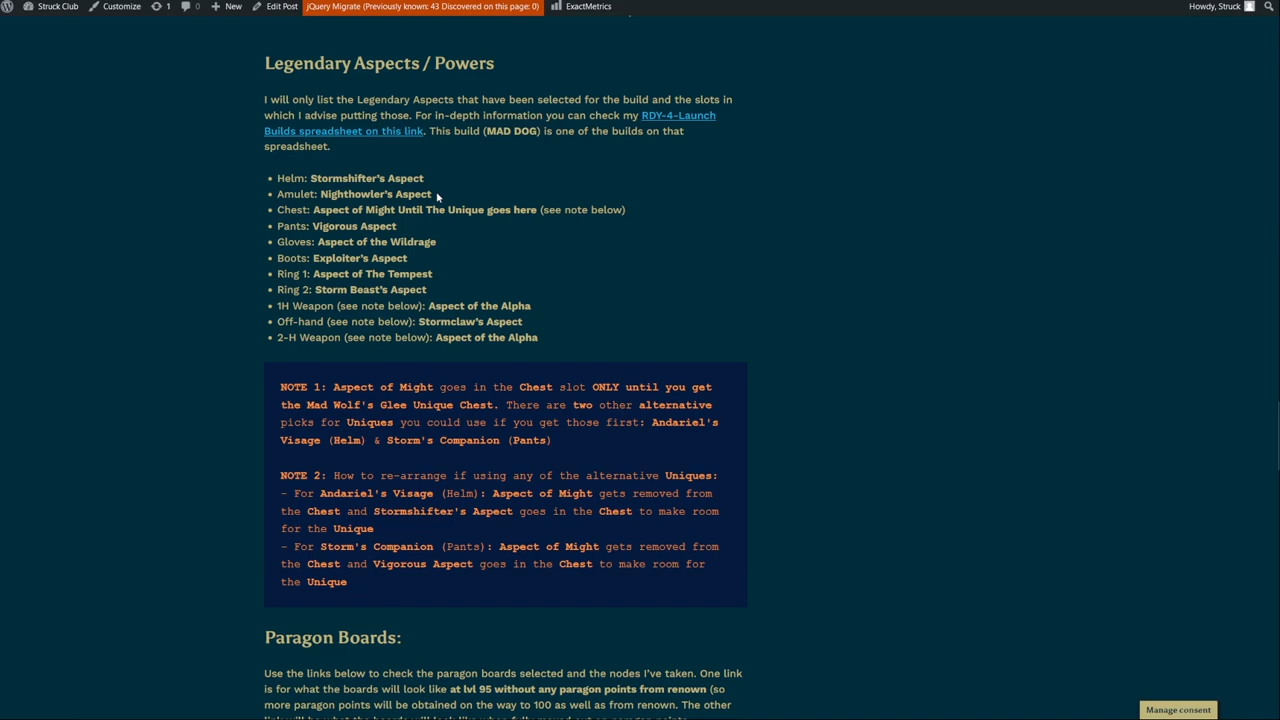 Struck Club Customize 1 0 New Edit Post jQuery Migrate (Previously known: 43 Discovered on this page: 0) ExactMetrics Howdy, Struck
Legendary Aspects / Powers
I will only list the Legendary Aspects that have been selected for the build and the slots in
which I advise putting those. For in-depth information you can check my RDY-4-Launch
Builds spreadsheet on this link. This build (MAD DOG) is one of the builds on that
spreadsheet.
• Helm: Stormshifter's Aspect
• Amulet: Nighthowler's Aspect
• Chest: Aspect of Might Until The Unique goes here (see note below)
• Pants: Vigorous Aspect
• Gloves: Aspect of the Wildrage
• Boots: Exploiter's Aspect
• Ring 1: Aspect of The Tempest
• Ring 2: Storm Beast's Aspect
• 1H Weapon (see note below): Aspect of the Alpha
• Off-hand (see note below): Stormclaw's Aspect
• 2-H Weapon (see note below): Aspect of the Alpha
NOTE 1: Aspect of Might goes in the Chest slot ONLY until you get
the Mad Wolf's Glee Unique Chest. There are two other alternative
picks for Uniques you could use if you get those first: Andariel's
Visage (Helm) & Storm's Companion (Pants)
NOTE 2: How to re-arrange if using any of the alternative Uniques:
– For Andariel's Visage (Helm): Aspect of Might gets removed from
the Chest and Stormshifter's Aspect goes in the Chest to make room
for the Unique
– For Storm's Companion (Pants): Aspect of Might gets removed from
the Chest and Vigorous Aspect goes in the Chest to make room for
the Unique
Paragon Boards:
Use the links below to check the paragon boards selected and the nodes I've taken. One link
is for what the boards will look like at lvl 95 without any paragon points from renown (so
more paragon points will be obtained on the way to 100 as well as from renown. The other
Manage consent